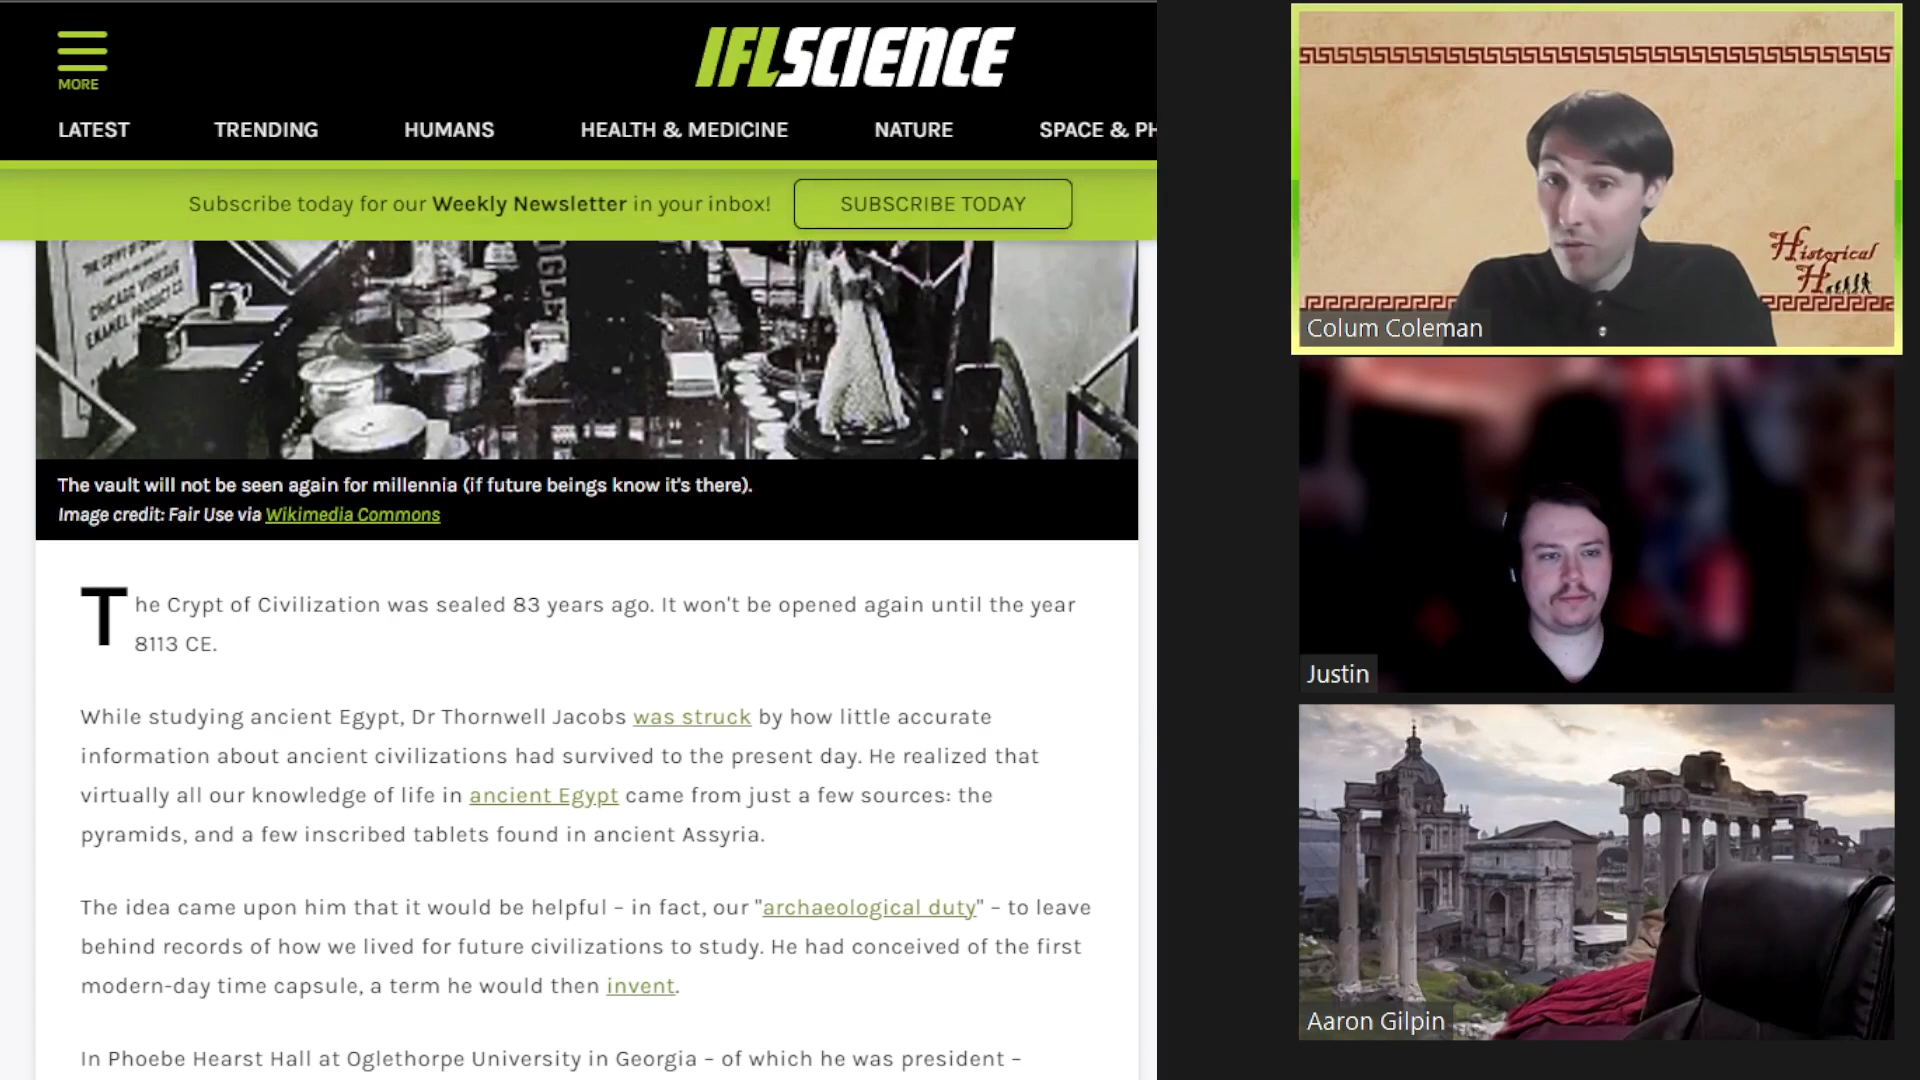 MORE
IFLSCIENCE
LATEST
TRENDING
HUMANS
HEALTH & MEDICINE
NATURE
SPACE & PH
Subscribe today for our Weekly Newsletter in your inbox!
SUBSCRIBE TODAY
THE CRYPT OF
CHICAGO VITREOUS
ENAMEL PRODUCT CO
OGLE
The vault will not be seen again for millennia (if future beings know it's there).
Image credit: Fair Use via Wikimedia Commons
The Crypt of Civilization was sealed 83 years ago. It won't be opened again until the year
8113 CE.
While studying ancient Egypt, Dr Thornwell Jacobs was struck by how little accurate
information about ancient civilizations had survived to the present day. He realized that
virtually all our knowledge of life in ancient Egypt came from just a few sources: the
pyramids, and a few inscribed tablets found in ancient Assyria.
The idea came upon him that it would be helpful – in fact, our "archaeological duty" – to leave
behind records of how we lived for future civilizations to study. He had conceived of the first
modern-day time capsule, a term he would then invent.
In Phoebe Hearst Hall at Oglethorpe University in Georgia – of which he was president –
Historical
H
Colum Coleman
Justin
Aaron Gilpin